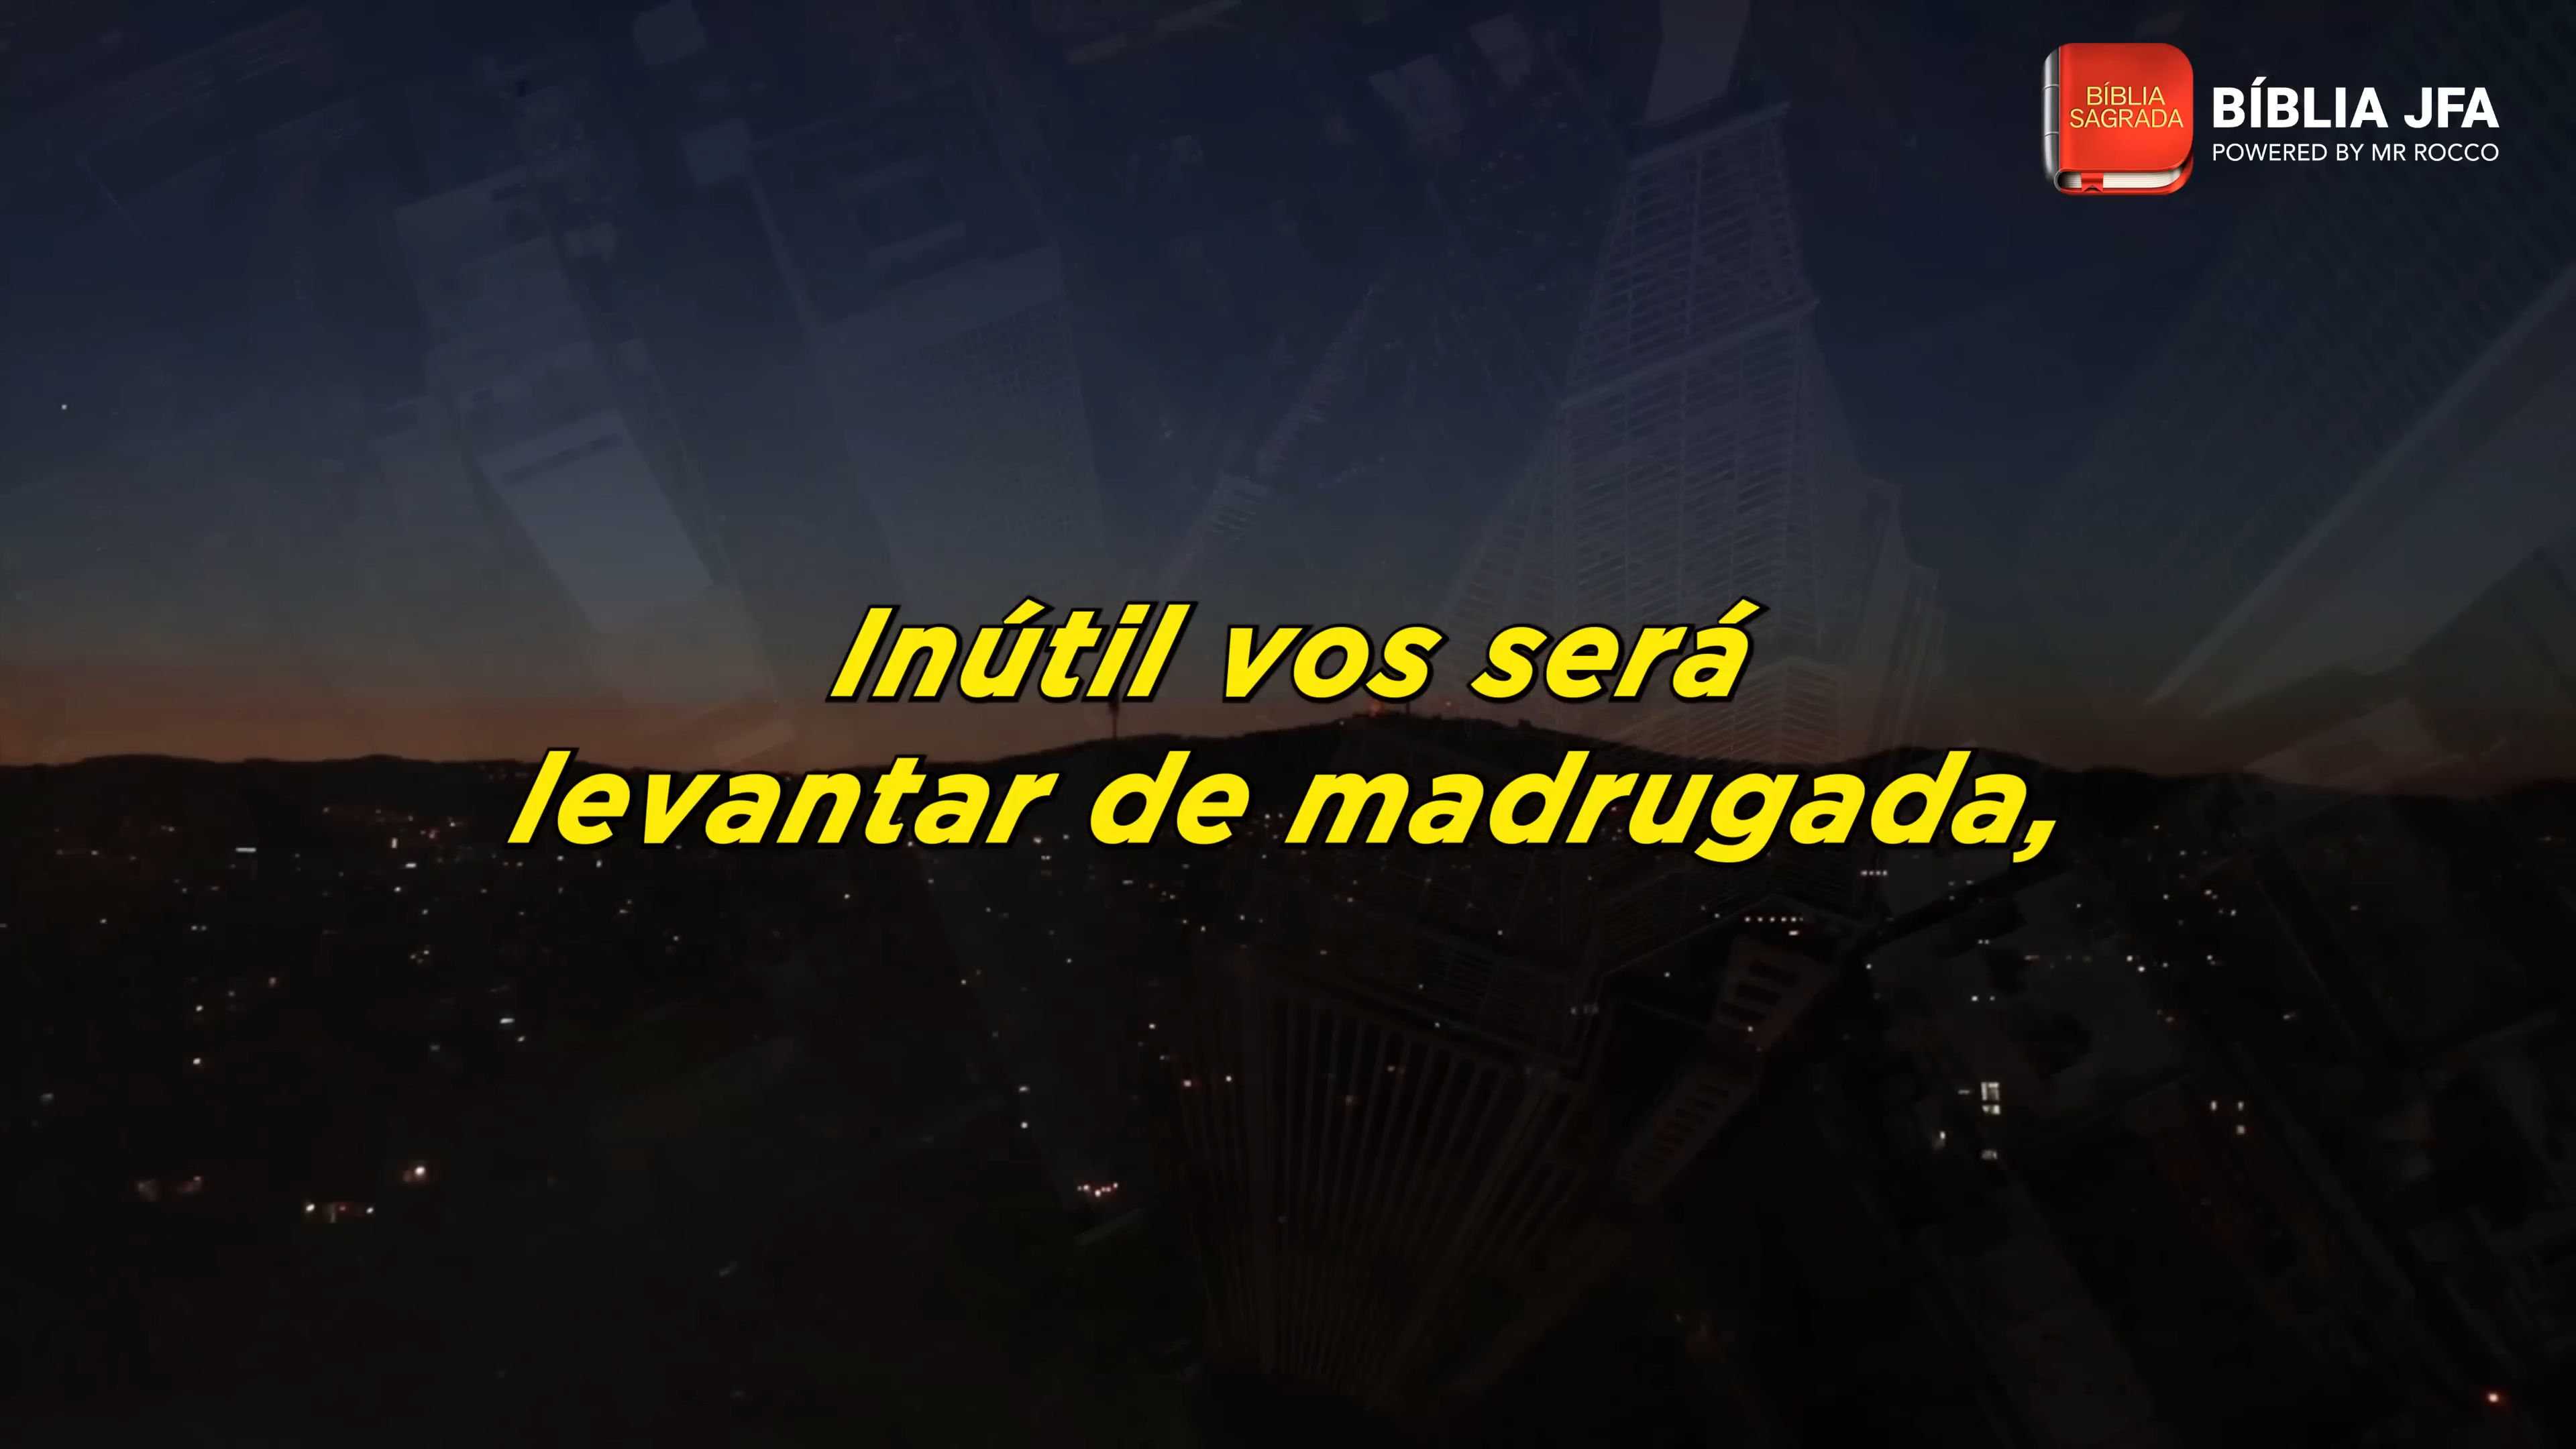 BÍBLIA
SAGRADA
BÍBLIA JFA
POWERED BY MR ROCCO
Inútil vos será
levantar de madrugada,